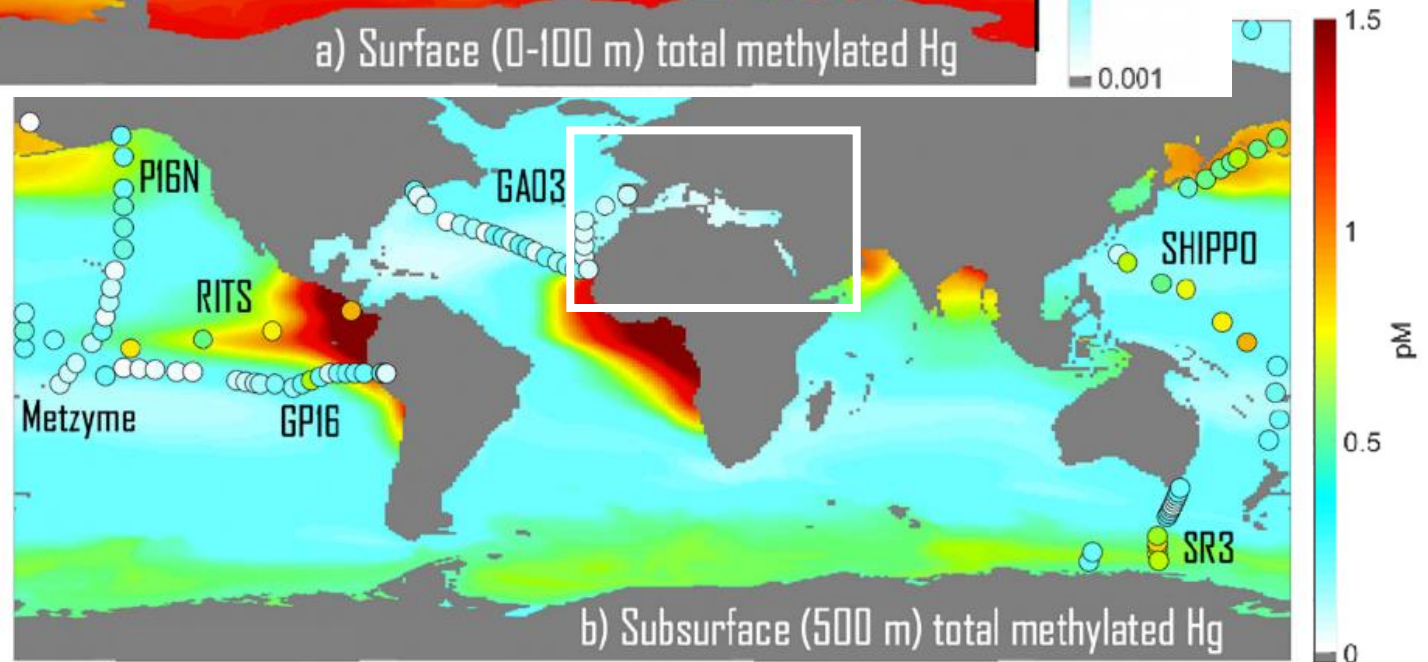 a) Surface (0-100 m) total methylated Hg
0.001
1.5
P16N
GA03
SHIPPO
1
RITS
pM
Metzyme
GP16
0.5
SR3
b) Subsurface (500 m) total methylated Hg
0